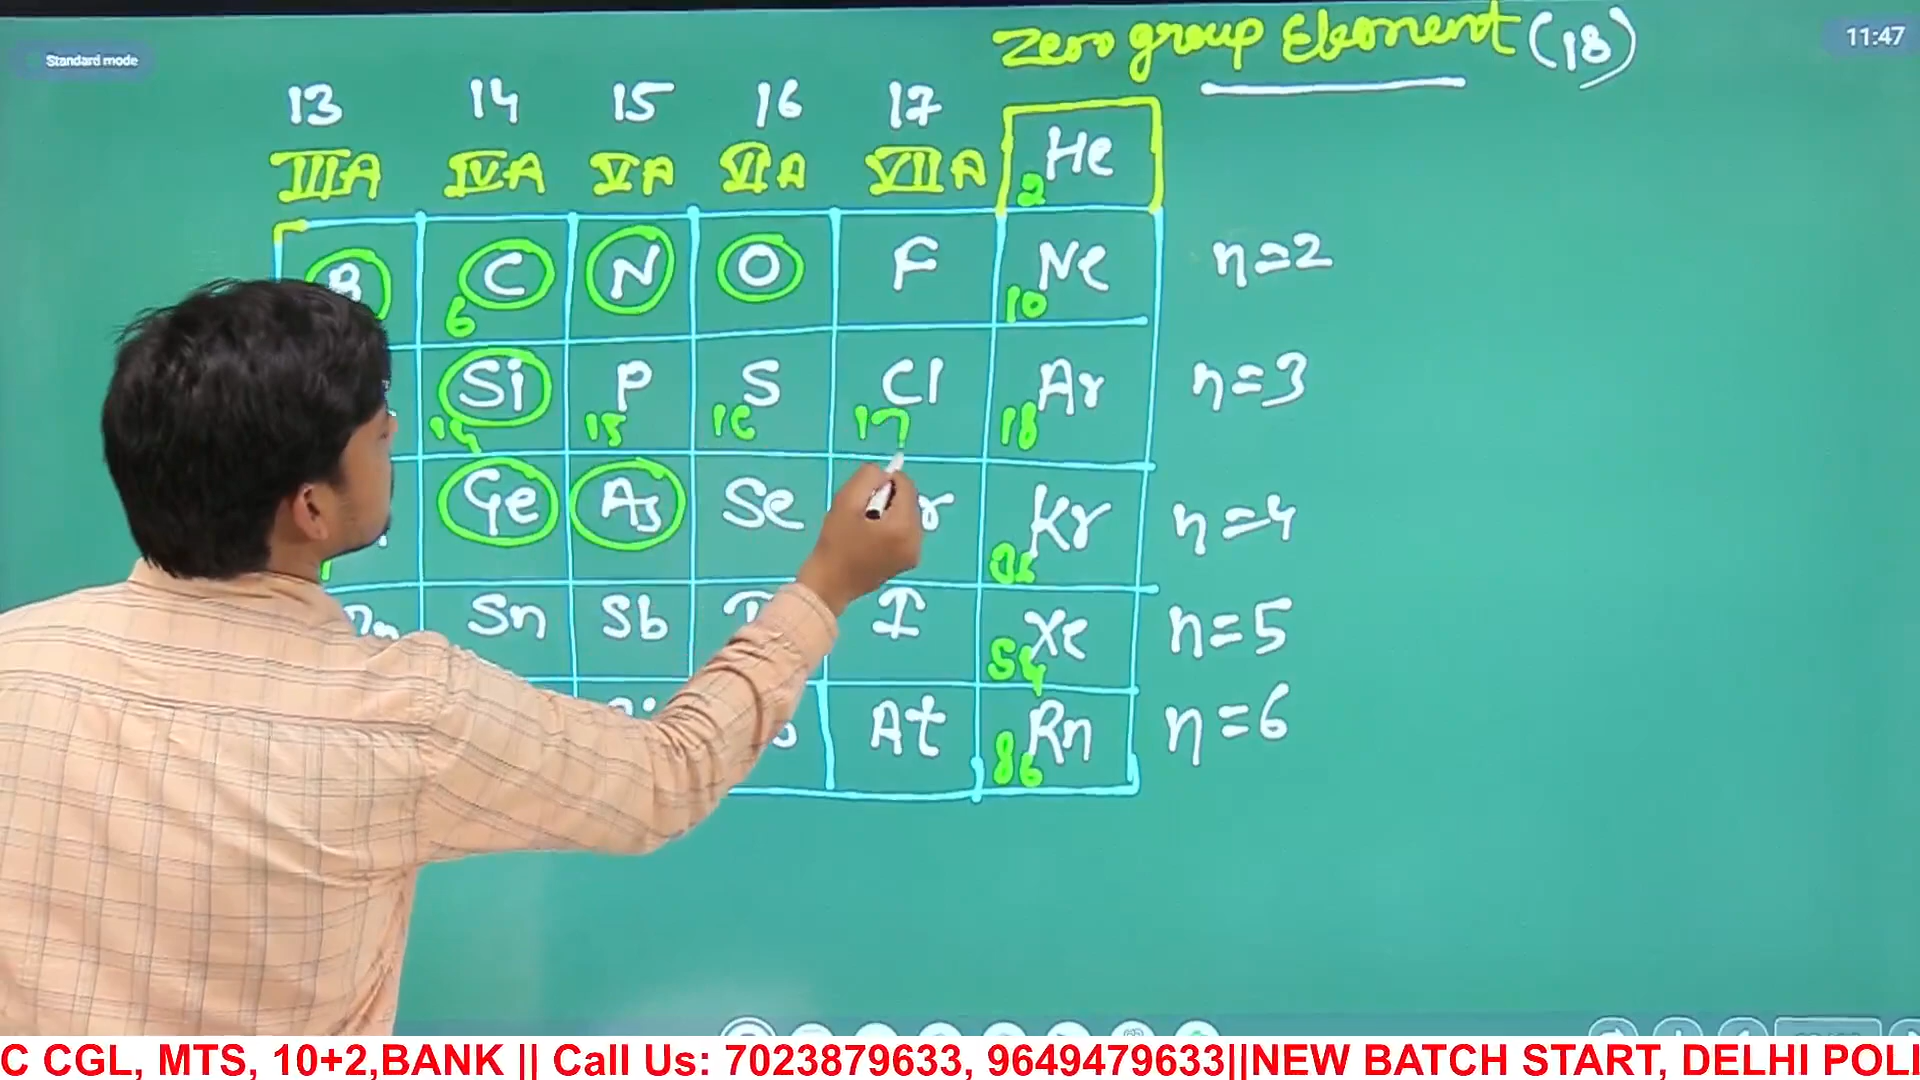 Zero group Element (18)
11:47
Standard mode
13 14 15 16 17
IIIA IVA VA VIA VIIA He
2
B C N O F Ne n=2
6 10
Si P S Cl Ar n=3
14 15 16 17 18
Ge As Se Kr n=4
36
Sn Sb I Xe n=5
54
At Rn n=6
86
C CGL, MTS, 10+2,BANK || Call Us: 7023879633, 9649479633||NEW BATCH START, DELHI POLI